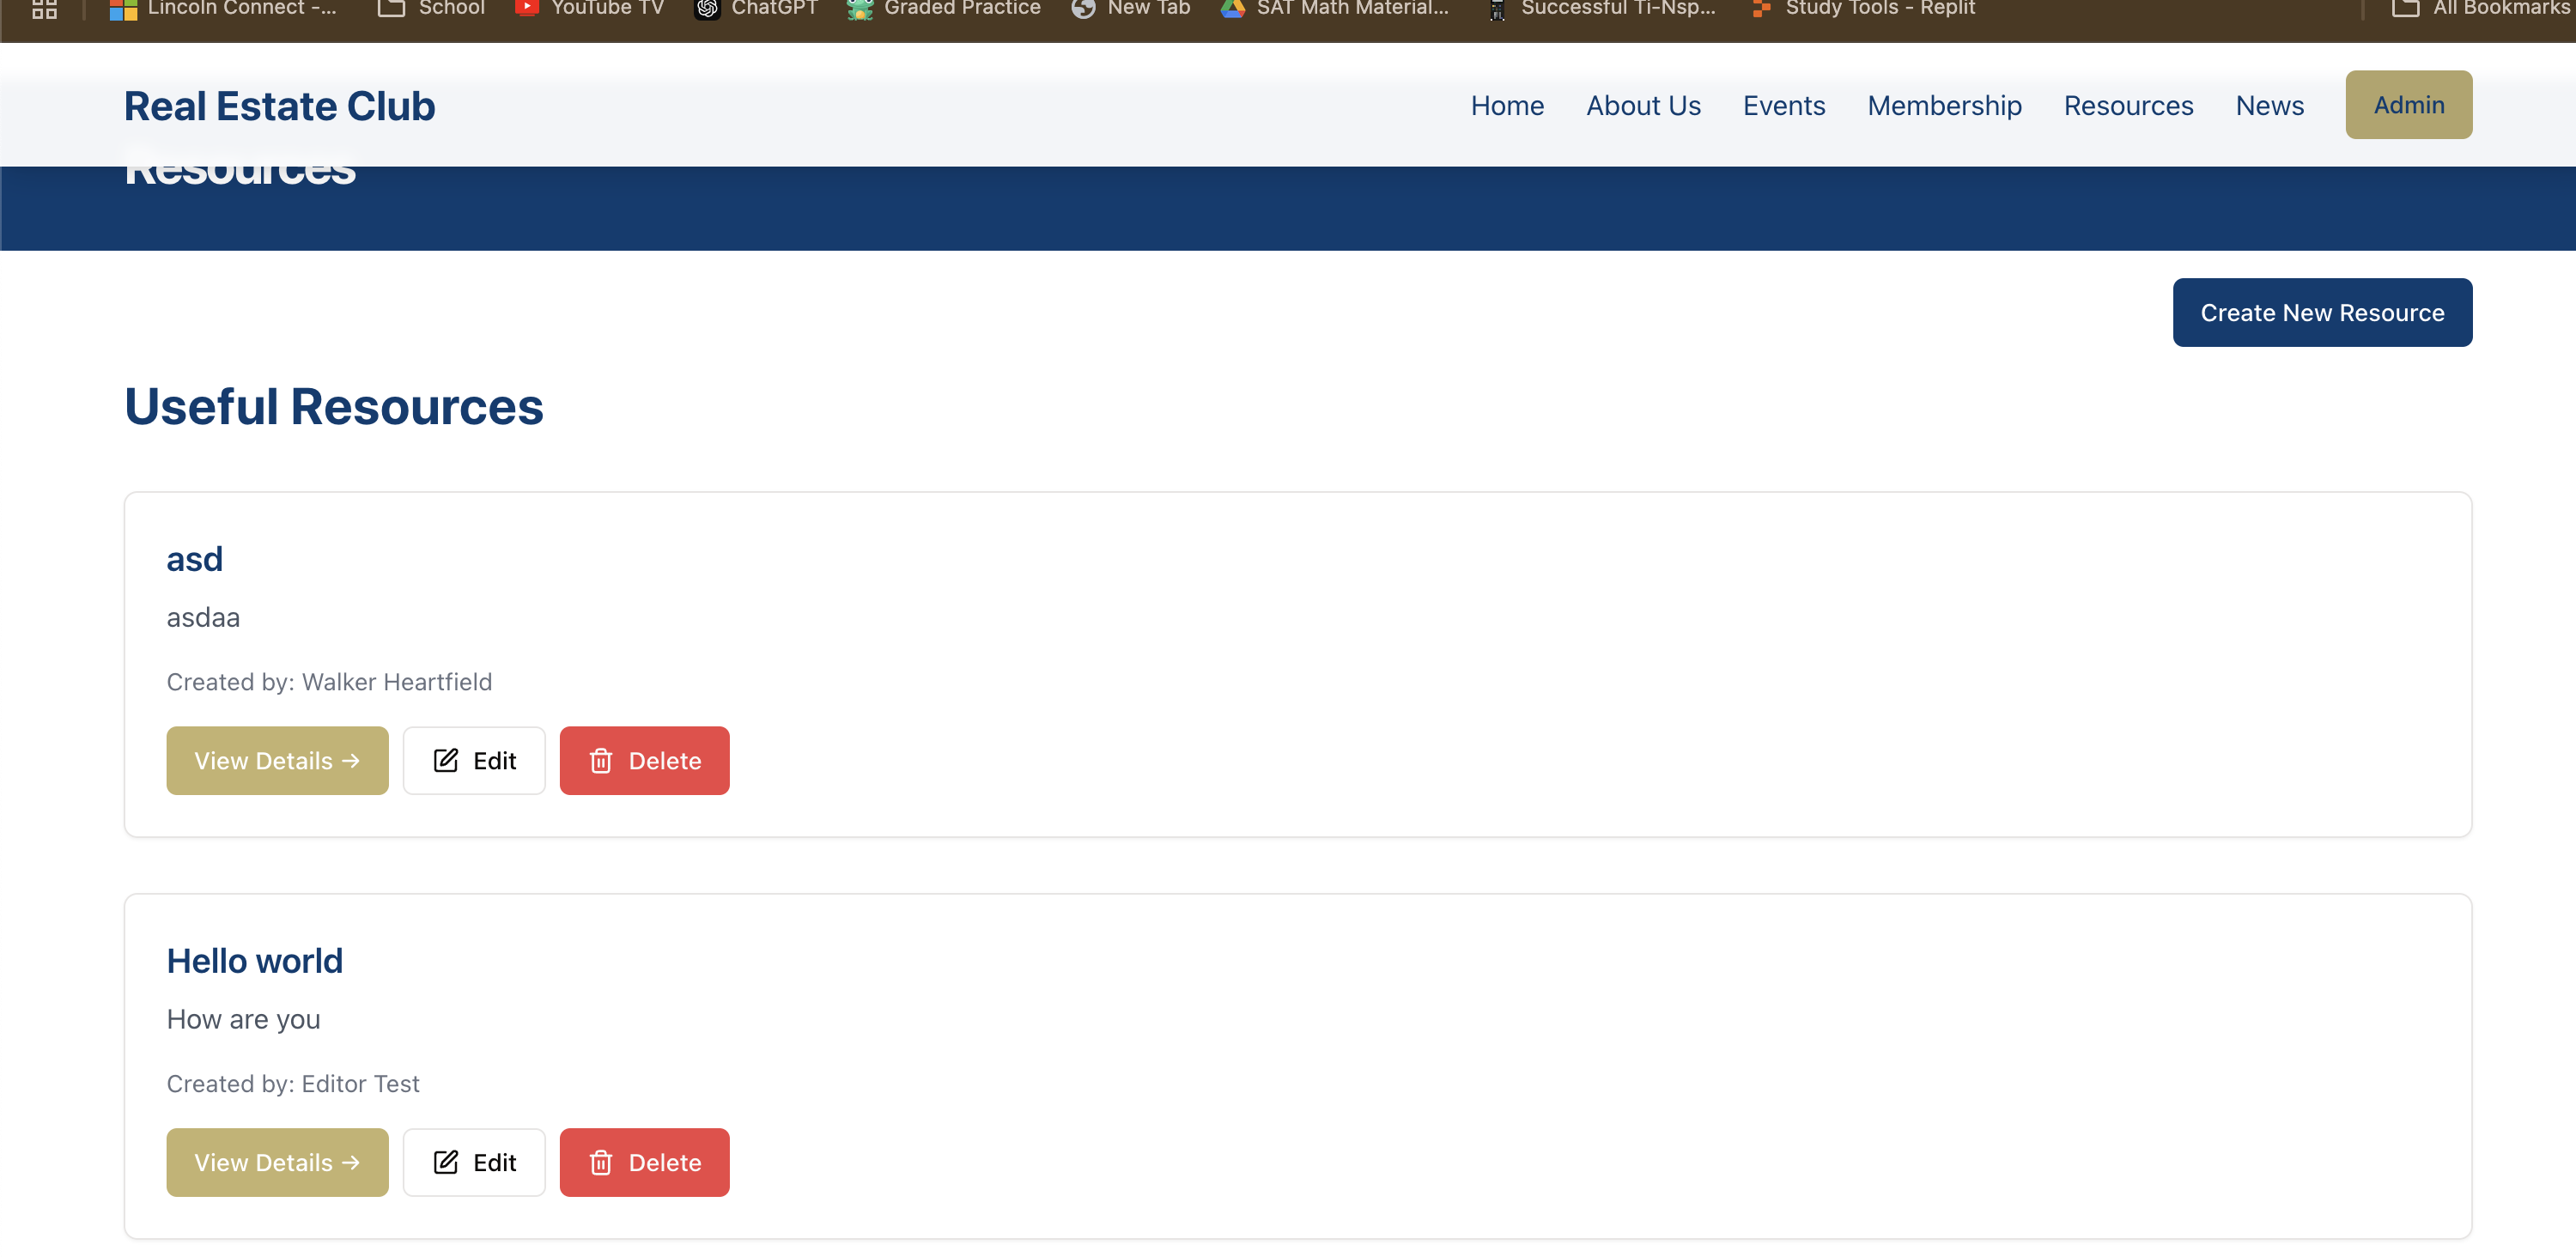 Lincoln Connect -...
School
YouTube TV
ChatGPT
Graded Practice
New Tab
SAT Math Material...
Successful Ti-Nsp...
Study Tools - Replit
All Bookmarks
Real Estate Club
Home
About Us
Events
Membership
Resources
News
Admin
Resources
Create New Resource
Useful Resources
asd
asdaa
Created by: Walker Heartfield
View Details →
Edit
Delete
Hello world
How are you
Created by: Editor Test
View Details →
Edit
Delete